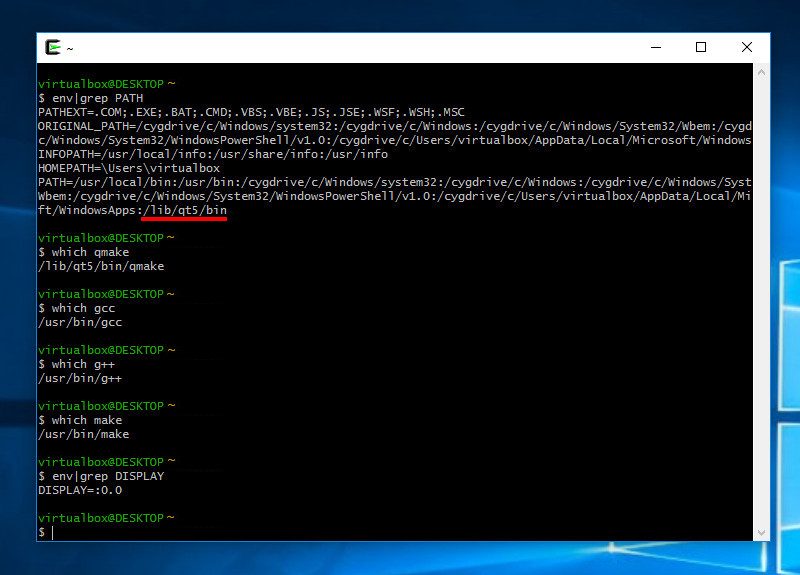 ~
virtualbox@DESKTOP ~
$ env|grep PATH
PATHEXT=.COM;.EXE;.BAT;.CMD;.VBS;.VBE;.JS;.JSE;.WSF;.WSH;.MSC
ORIGINAL_PATH=/cygdrive/c/Windows/system32:/cygdrive/c/Windows:/cygdrive/c/Windows/System32/Wbem:/cygd
c/Windows/System32/WindowsPowerShell/v1.0:/cygdrive/c/Users/virtualbox/AppData/Local/Microsoft/Windows
INFOPATH=/usr/local/info:/usr/share/info:/usr/info
HOMEPATH=\Users\virtualbox
PATH=/usr/local/bin:/usr/bin:/cygdrive/c/Windows/system32:/cygdrive/c/Windows:/cygdrive/c/Windows/Syst
Wbem:/cygdrive/c/Windows/System32/WindowsPowerShell/v1.0:/cygdrive/c/Users/virtualbox/AppData/Local/Mi
ft/WindowsApps:/lib/qt5/bin
virtualbox@DESKTOP ~
$ which qmake
/lib/qt5/bin/qmake
virtualbox@DESKTOP ~
$ which gcc
/usr/bin/gcc
virtualbox@DESKTOP ~
$ which g++
/usr/bin/g++
virtualbox@DESKTOP ~
$ which make
/usr/bin/make
virtualbox@DESKTOP ~
$ env|grep DISPLAY
DISPLAY=:0.0
virtualbox@DESKTOP ~
$